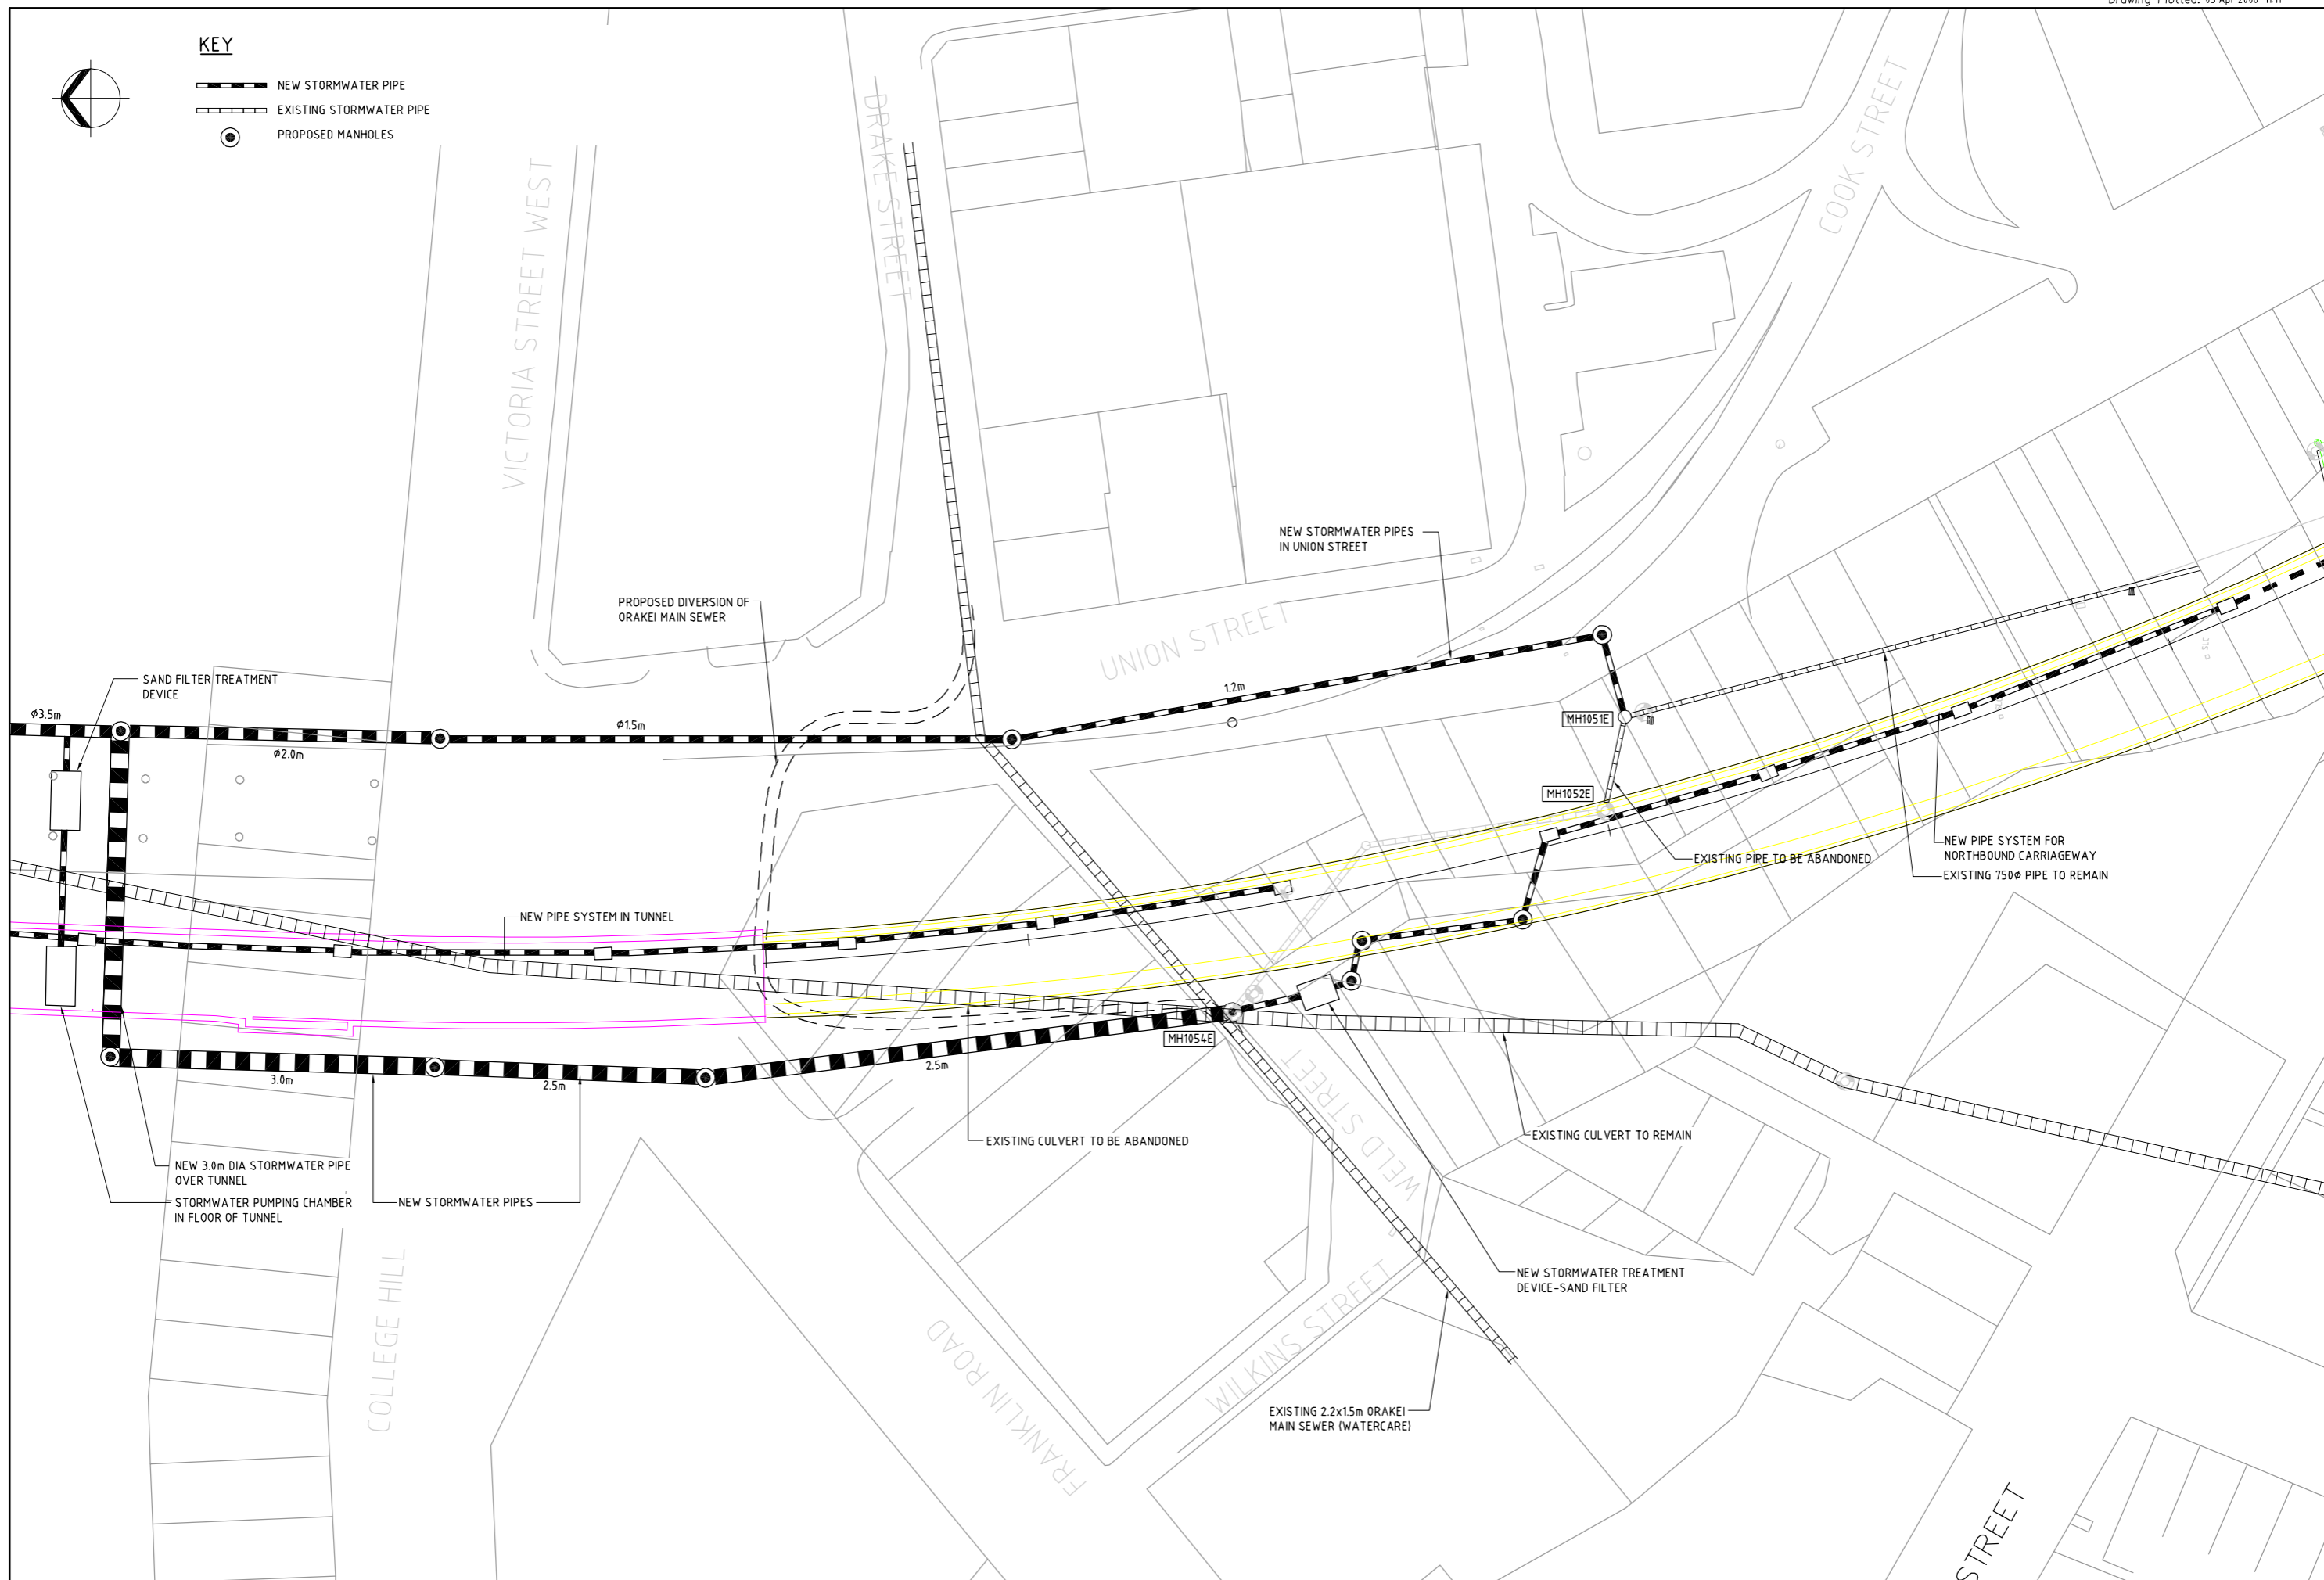 KEY
NEW STORMWATER PIPE
EXISTING STORMWATER PIPE
PROPOSED MANHOLES
VICTORIA STREET WEST
DRAKE STREET
COOK STREET
NEW STORMWATER PIPES
IN UNION STREET
PROPOSED DIVERSION OF
ORAKEI MAIN SEWER
UNION STREET
SAND FILTER TREATMENT
DEVICE
ϕ3.5m
ϕ2.0m
ϕ1.5m
1.2m
MH1051E
MH1052E
NEW PIPE SYSTEM FOR
NORTHBOUND CARRIAGEWAY
EXISTING PIPE TO BE ABANDONED
EXISTING 750ϕ PIPE TO REMAIN
NEW PIPE SYSTEM IN TUNNEL
MH1054E
3.0m
2.5m
2.5m
EXISTING CULVERT TO BE ABANDONED
EXISTING CULVERT TO REMAIN
WELD STREET
NEW 3.0m DIA STORMWATER PIPE
OVER TUNNEL
STORMWATER PUMPING CHAMBER
IN FLOOR OF TUNNEL
NEW STORMWATER PIPES
NEW STORMWATER TREATMENT
DEVICE-SAND FILTER
COLLEGE HILL
FRANKLIN ROAD
WILKINS STREET
EXISTING 2.2x1.5m ORAKEI
MAIN SEWER (WATERCARE)
STREET